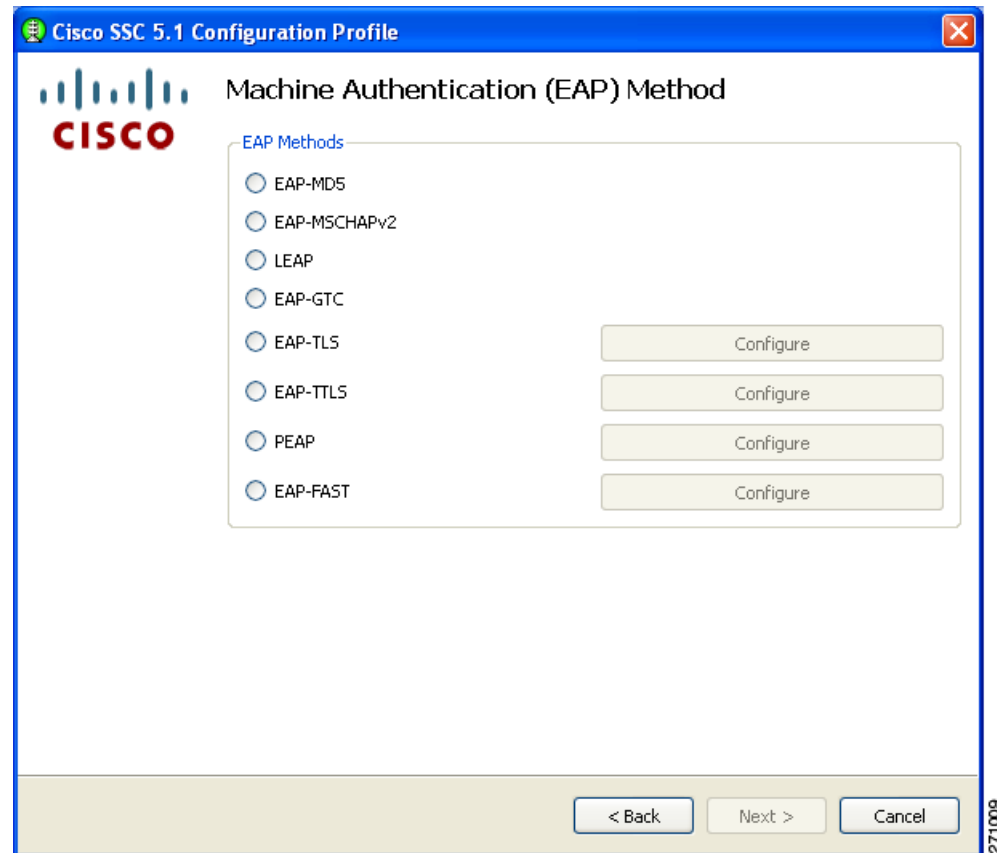 Cisco SSC 5.1 Configuration Profile
CISCO
Machine Authentication (EAP) Method
EAP Methods
EAP-MD5
EAP-MSCHAPv2
LEAP
EAP-GTC
EAP-TLS Configure
EAP-TTLS Configure
PEAP Configure
EAP-FAST Configure
< Back Next > Cancel
271009